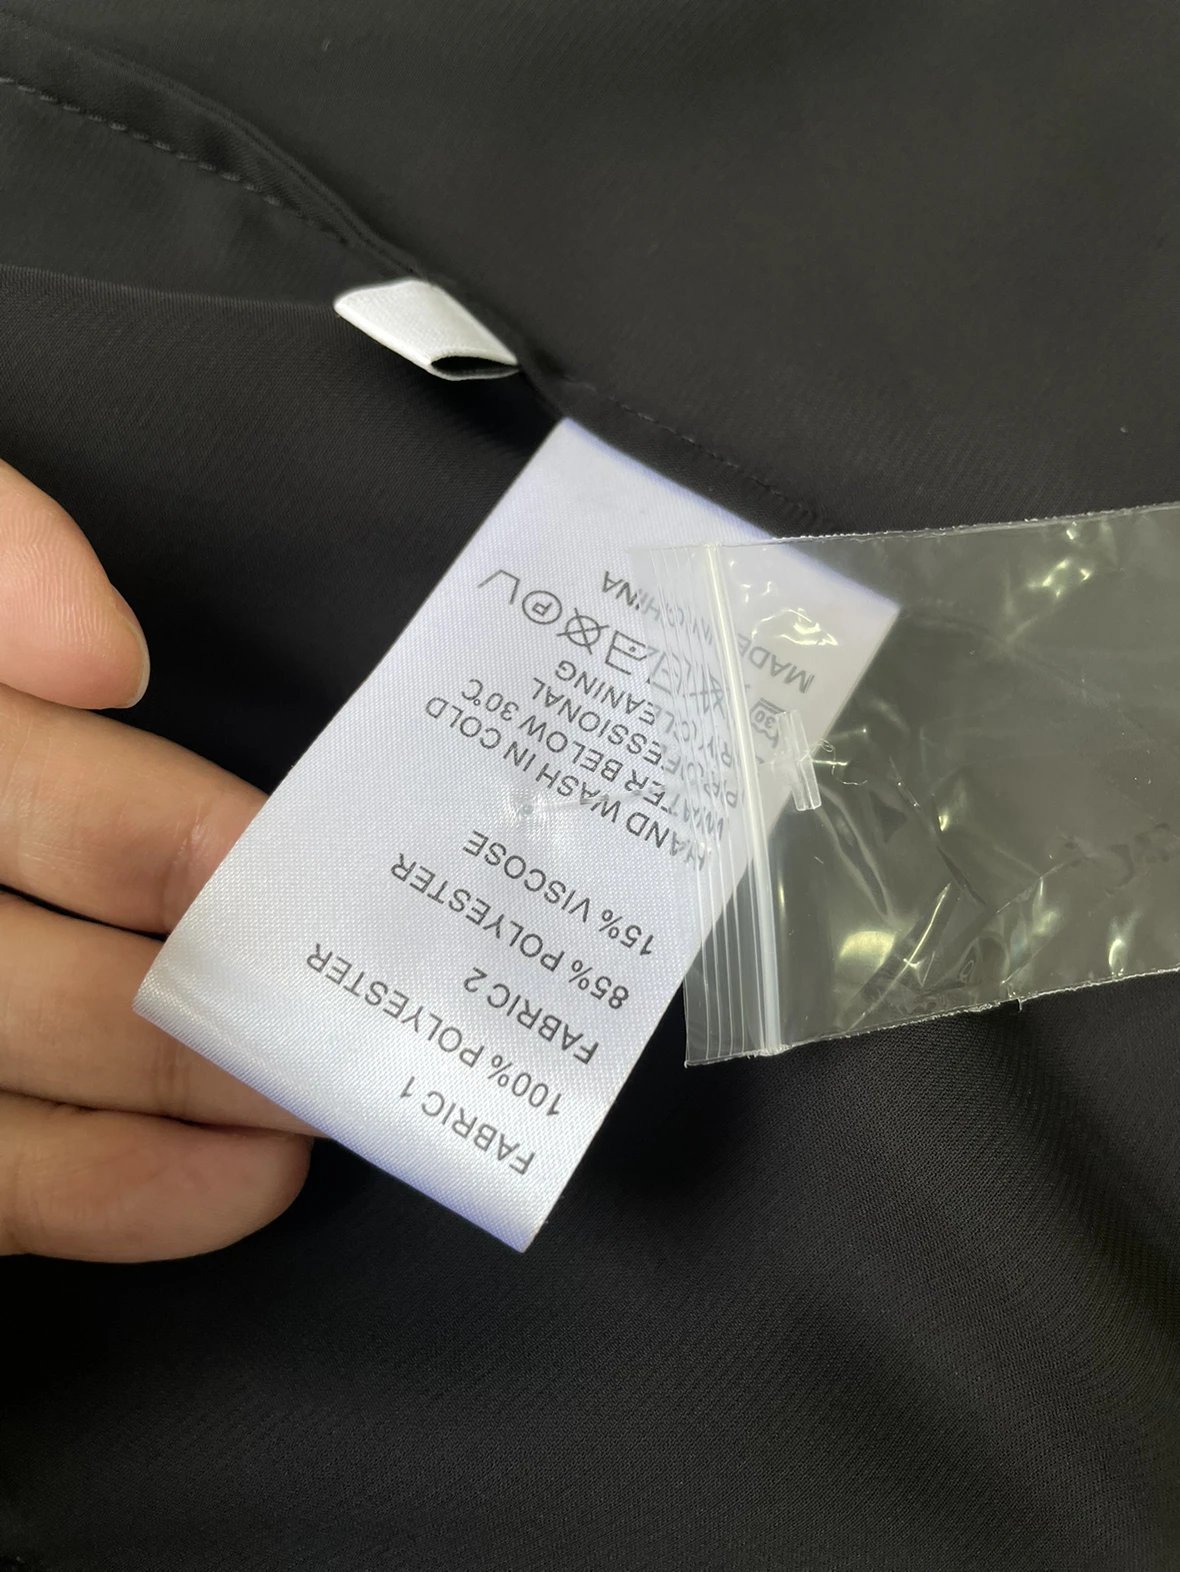 FABRIC 1
100% POLYESTER
FABRIC 2
85% POLYESTER
15% VISCOSE
HAND WASH IN COLD
WATER BELOW 30℃
PROFESSIONAL
DRY CLEANING
30 P
MADE IN CHINA